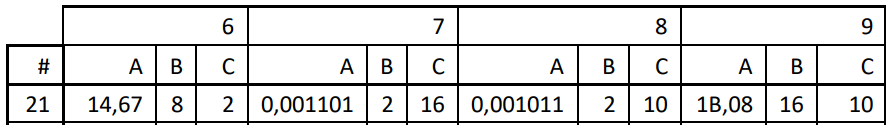 6 7 8 9
# A B C A B C A B C A B C
21 14,67 8 2 0,001101 2 16 0,001011 2 10 1B,08 16 10